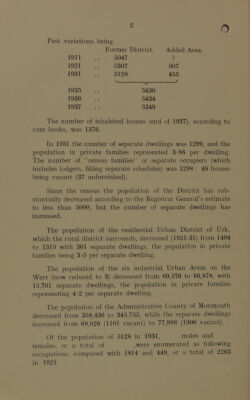 2
Past variations being
Former District. Added Area.
1911 .. 5047 ?
1921 .. 5307 507
1931 .. 5128 455
1935 .. 5430
1936 .. 5424
1937 .. 5349
The number of inhabited houses (end of 1937), according to
rate books, was 1376.
In 1931 the number of separate dwellings was 1299, and the
population in private families represented 3·86 per dwelling.
The number of "census families" or separate occupiers (which
includes lodgers, filling separate schedules) was 1298 : 48 houses
being vacant (37 unfurnished).
Since the census the population of the District has sub-
stantially decreased according to the Registrar General's estimate
to less than 5000, but the number of separate dwellings has
increased.
The population of the residential Urban District of Usk,
which the rural district surrounds, decreased (1921-31) from 1494
to 1315 with 361 separate dwellings, the population in private
families being 3·5 per separate dwelling.
The population of the six industrial Urban Areas on the
West (now reduced to 3) decreased from 69,576 to 66,878, with
15,701 separate dwellings, the population in private families
representing 4·2 per separate dwelling.
The population of the Administrative County of Monmouth
decreased from 358,436 to 345,755, while the separate dwellings
increased from 68,026 (1101 vacant) to 77,998 (1906 vacant).
Of the population of 5128 in 1931, males and
females, or a total of ,were enumerated as following
occupations, compared with 1814 and 449, or a total of 2263
in 1921.